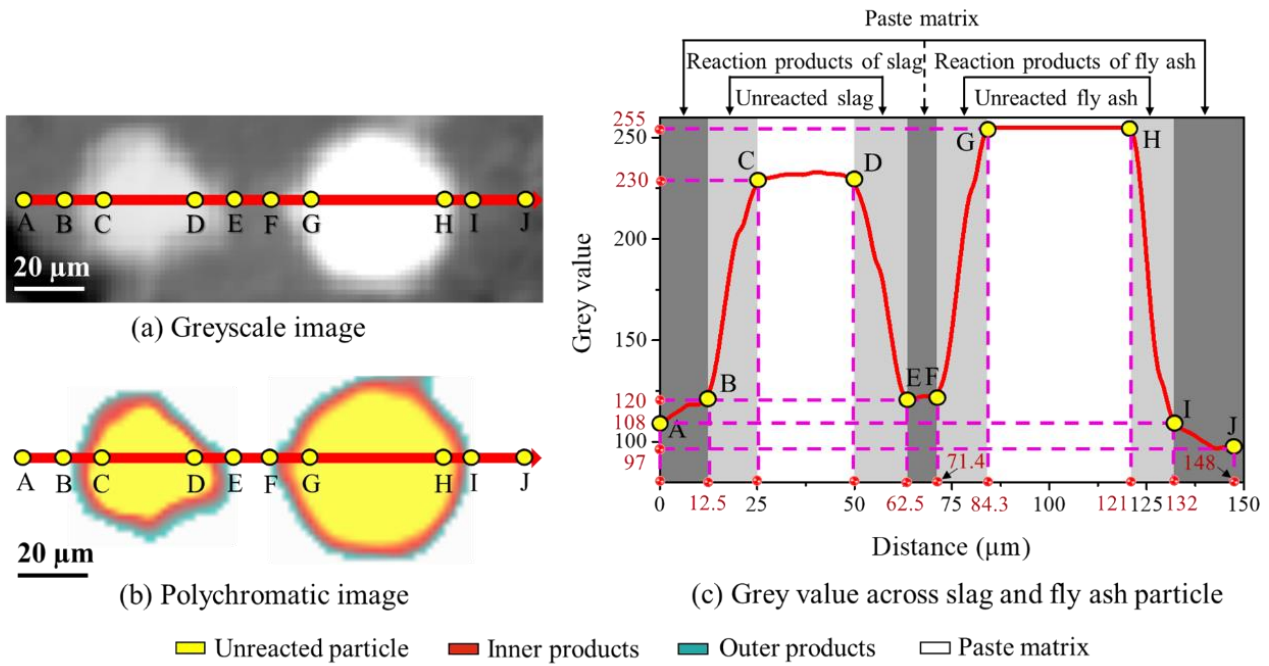 A B C D E F G H I J
20 µm
(a) Greyscale image
A B C D E F G H I J
20 µm
(b) Polychromatic image
Paste matrix
Reaction products of slag
Reaction products of fly ash
Unreacted slag
Unreacted fly ash
Grey value
255
250
230
200
150
120
108
100
97
A
B
C
D
E
F
G
H
I
J
71.4
148
0 12.5 25 50 62.5 75 84.3 100 121 125 132 150
Distance (µm)
(c) Grey value across slag and fly ash particle
Unreacted particle Inner products Outer products Paste matrix